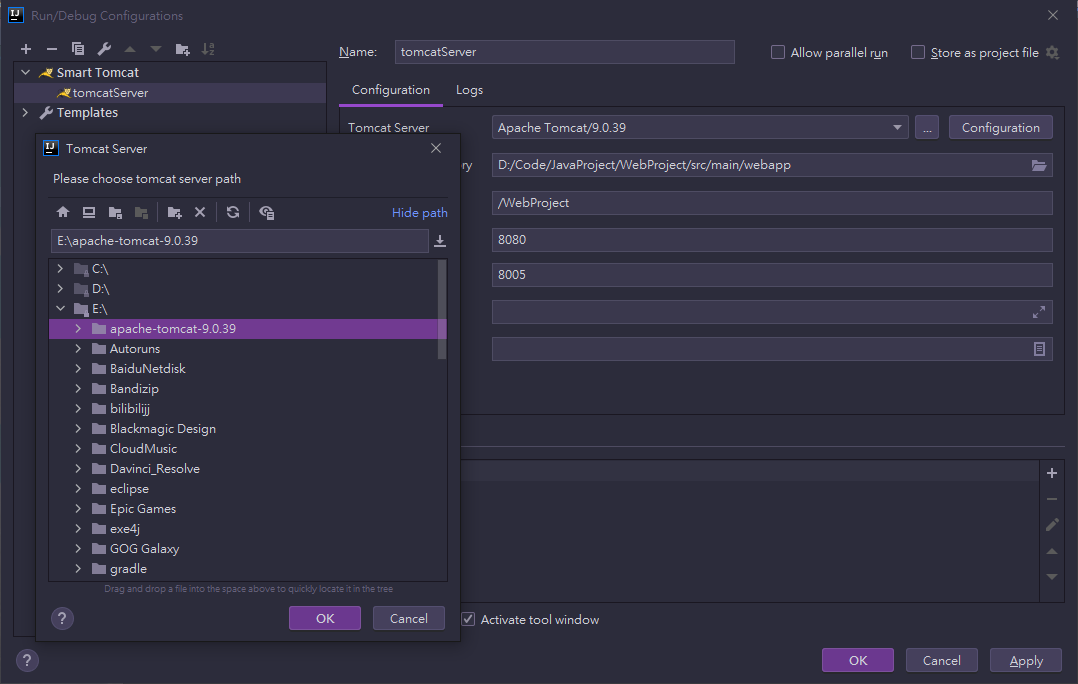 Run/Debug Configurations
Name:
tomcatServer
Allow parallel run
Store as project file
Smart Tomcat
tomcatServer
Templates
Configuration
Logs
Tomcat Server
Apache Tomcat/9.0.39
...
Configuration
ry
D:/Code/JavaProject/WebProject/src/main/webapp
/WebProject
8080
8005
Tomcat Server
Please choose tomcat server path
Hide path
E:\apache-tomcat-9.0.39
C:\
D:\
E:\
apache-tomcat-9.0.39
Autoruns
BaiduNetdisk
Bandizip
bilibilijj
Blackmagic Design
CloudMusic
Davinci_Resolve
eclipse
Epic Games
exe4j
GOG Galaxy
gradle
Drag and drop a file into the space above to quickly locate it in the tree
?
OK
Cancel
Activate tool window
?
OK
Cancel
Apply